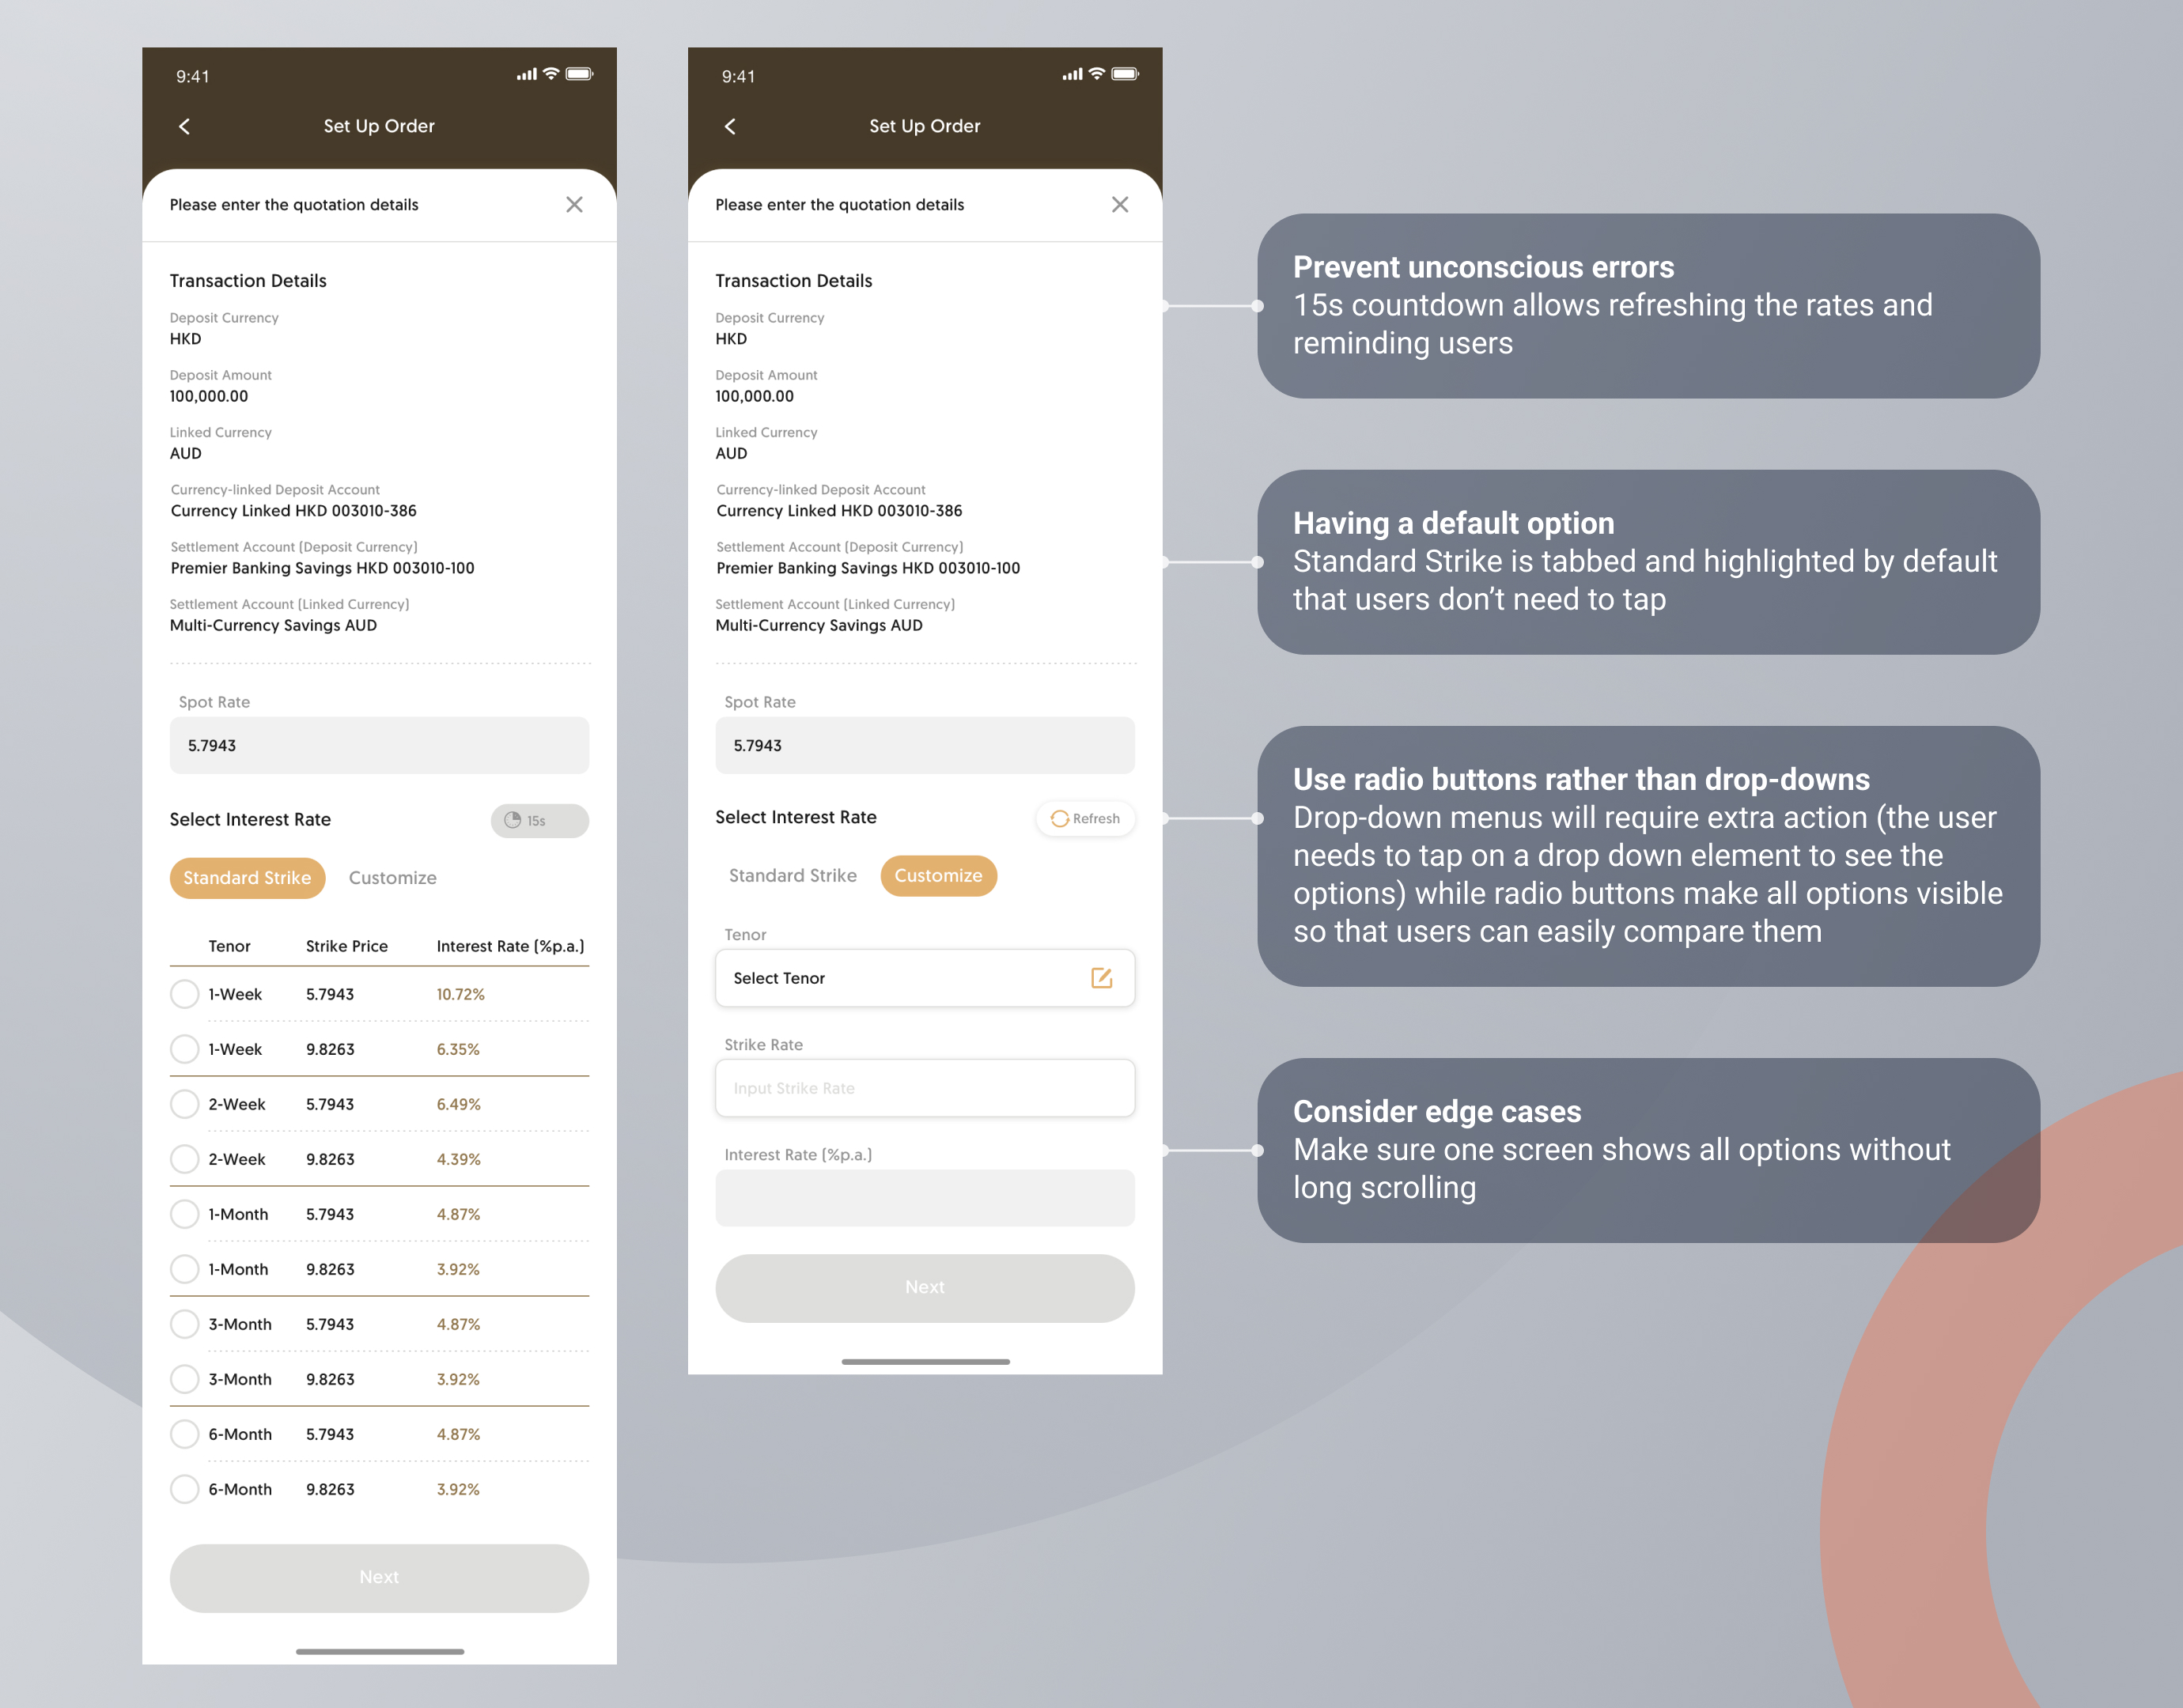 9:41
Set Up Order
Please enter the quotation details
Transaction Details
Deposit Currency
HKD
Deposit Amount
100,000.00
Linked Currency
AUD
Currency-linked Deposit Account
Currency Linked HKD 003010-386
Settlement Account (Deposit Currency)
Premier Banking Savings HKD 003010-100
Settlement Account (Linked Currency)
Multi-Currency Savings AUD
Spot Rate
5.7943
Select Interest Rate 15s
Standard Strike Customize
Tenor Strike Price Interest Rate (%p.a.)
1-Week 5.7943 10.72%
1-Week 9.8263 6.35%
2-Week 5.7943 6.49%
2-Week 9.8263 4.39%
1-Month 5.7943 4.87%
1-Month 9.8263 3.92%
3-Month 5.7943 4.87%
3-Month 9.8263 3.92%
6-Month 5.7943 4.87%
6-Month 9.8263 3.92%
Next
9:41
Set Up Order
Please enter the quotation details
Transaction Details
Deposit Currency
HKD
Deposit Amount
100,000.00
Linked Currency
AUD
Currency-linked Deposit Account
Currency Linked HKD 003010-386
Settlement Account (Deposit Currency)
Premier Banking Savings HKD 003010-100
Settlement Account (Linked Currency)
Multi-Currency Savings AUD
Spot Rate
5.7943
Select Interest Rate Refresh
Standard Strike Customize
Tenor
Select Tenor
Strike Rate
Input Strike Rate
Interest Rate (%p.a.)
Next
Prevent unconscious errors
15s countdown allows refreshing the rates and
reminding users
Having a default option
Standard Strike is tabbed and highlighted by default
that users don’t need to tap
Use radio buttons rather than drop-downs
Drop-down menus will require extra action (the user
needs to tap on a drop down element to see the
options) while radio buttons make all options visible
so that users can easily compare them
Consider edge cases
Make sure one screen shows all options without
long scrolling